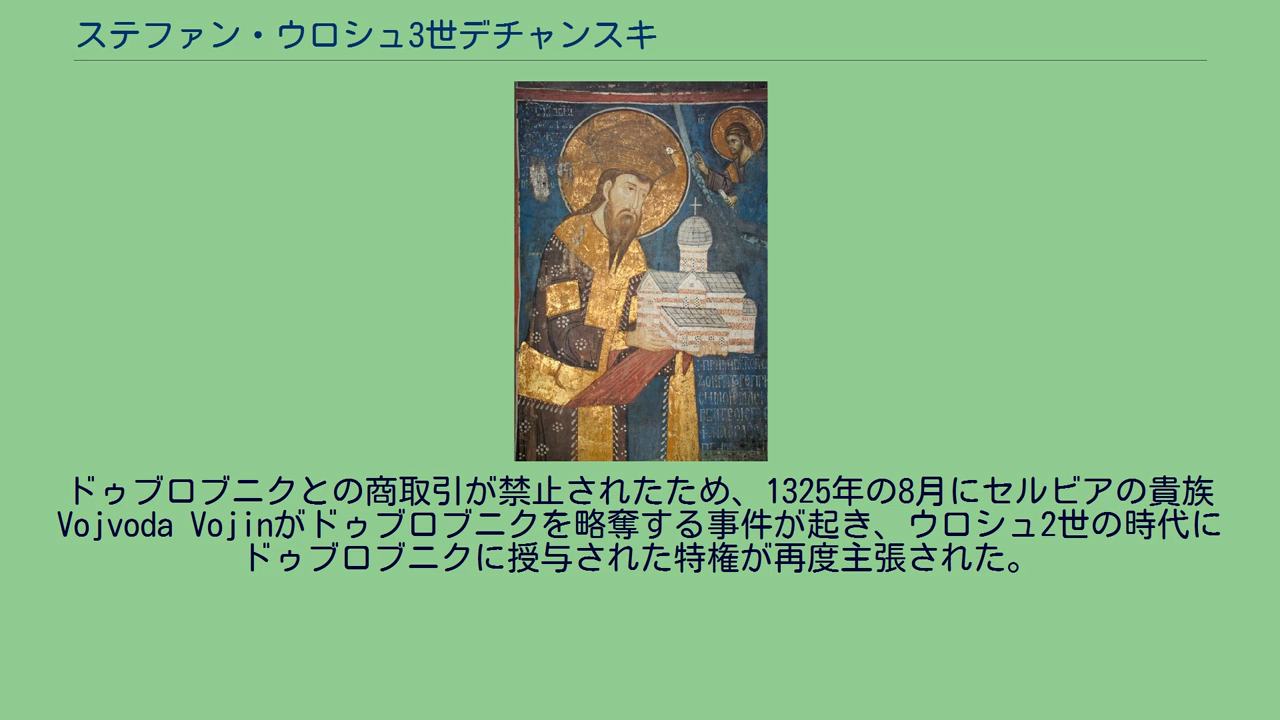 ステファン・ウロシュ3世デチャンスキ
ドゥブロブニクとの商取引が禁止されたため、1325年の8月にセルビアの貴族
Vojvoda Vojinがドゥブロブニクを略奪する事件が起き、ウロシュ2世の時代に
ドゥブロブニクに授与された特権が再度主張された。